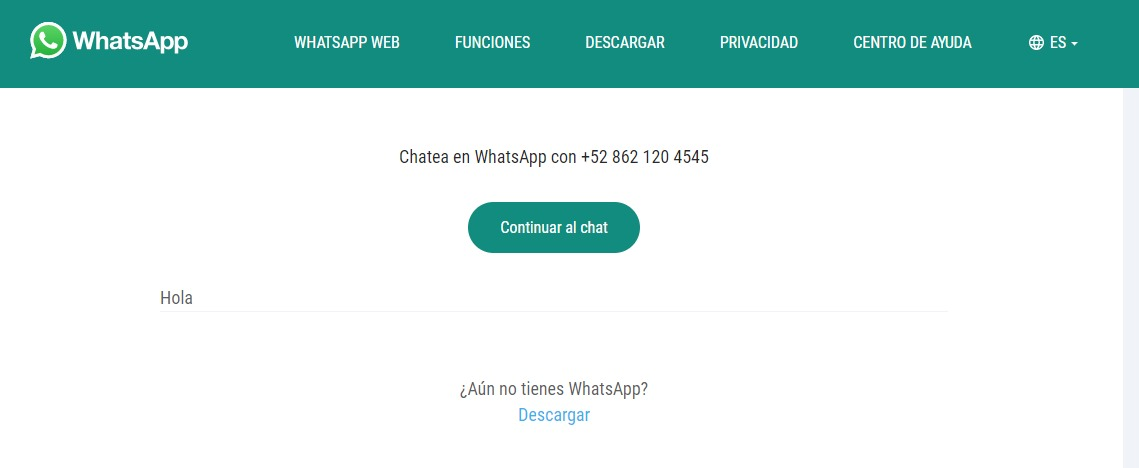 WhatsApp WHATSAPP WEB FUNCIONES DESCARGAR PRIVACIDAD CENTRO DE AYUDA ES
Chatea en WhatsApp con +52 862 120 4545
Continuar al chat
Hola
¿Aún no tienes WhatsApp?
Descargar